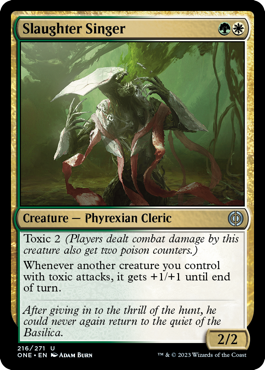 Slaughter Singer
Creature — Phyrexian Cleric
Toxic 2 (Players dealt combat damage by this
creature also get two poison counters.)
Whenever another creature you control
with toxic attacks, it gets +1/+1 until end
of turn.
After giving in to the thrill of the hunt, he
could never again return to the quiet of the
Basilica.
2/2
216/271 U
ONE • EN Adam Burn
™ & © 2023 Wizards of the Coast